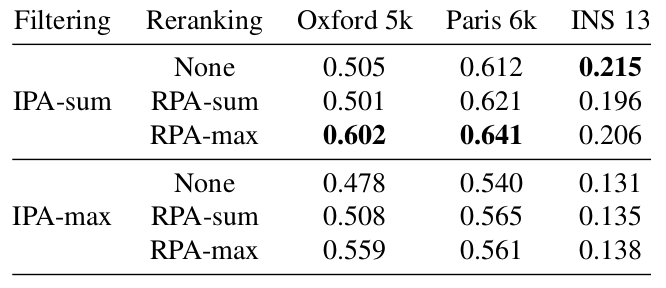 Filtering Reranking Oxford 5k Paris 6k INS 13
None 0.505 0.612 0.215
IPA-sum RPA-sum 0.501 0.621 0.196
RPA-max 0.602 0.641 0.206
None 0.478 0.540 0.131
IPA-max RPA-sum 0.508 0.565 0.135
RPA-max 0.559 0.561 0.138